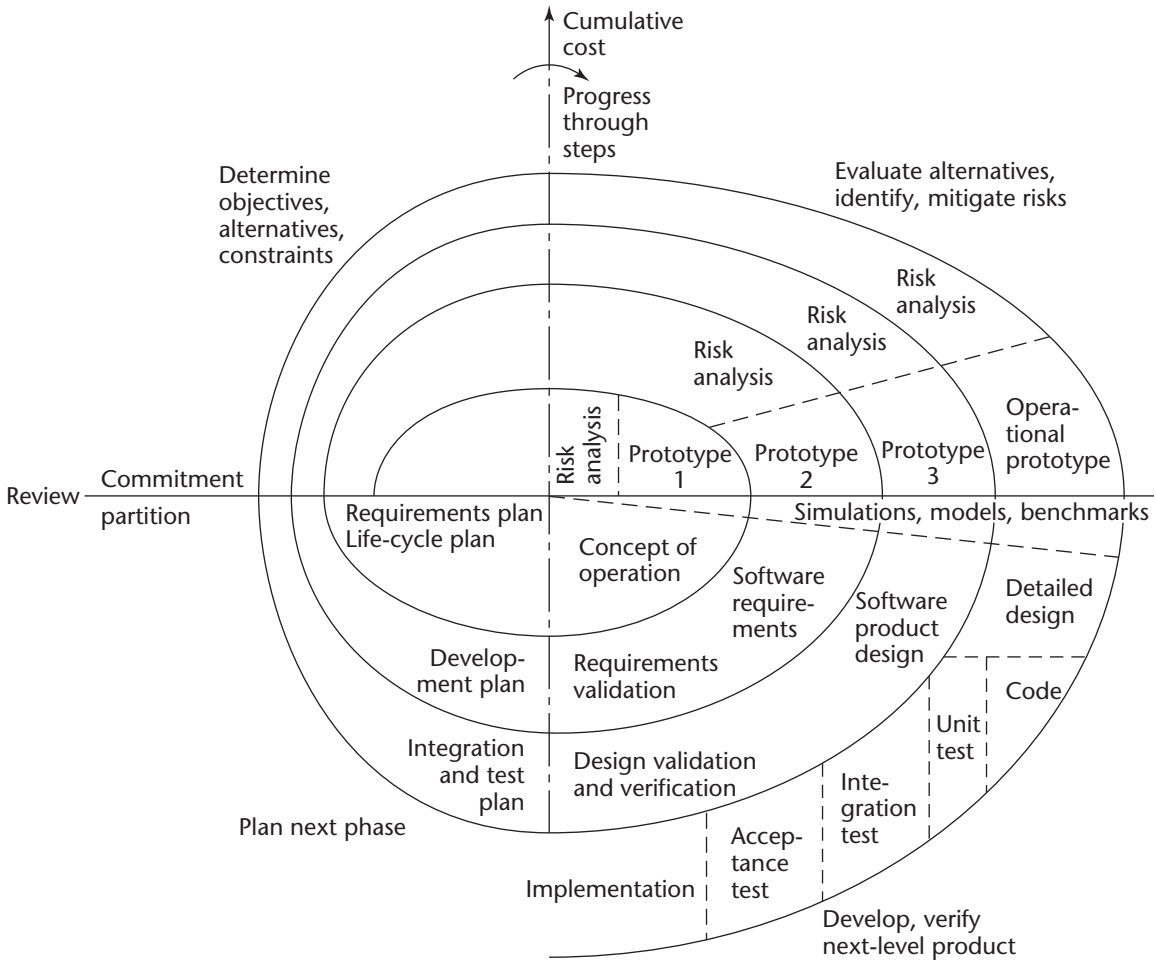 Cumulative
cost
Progress
through
steps
Determine
objectives,
alternatives,
constraints
Evaluate alternatives,
identify, mitigate risks
Risk
analysis
Risk
analysis
Risk
analysis
Risk
analysis
Prototype
1
Prototype
2
Prototype
3
Opera-
tional
prototype
Review
Commitment
partition
Requirements plan
Life-cycle plan
Simulations, models, benchmarks
Concept of
operation
Software
require-
ments
Software
product
design
Detailed
design
Develop-
ment plan
Requirements
validation
Code
Unit
test
Integration
and test
plan
Design validation
and verification
Inte-
gration
test
Plan next phase
Accep-
tance
test
Implementation
Develop, verify
next-level product